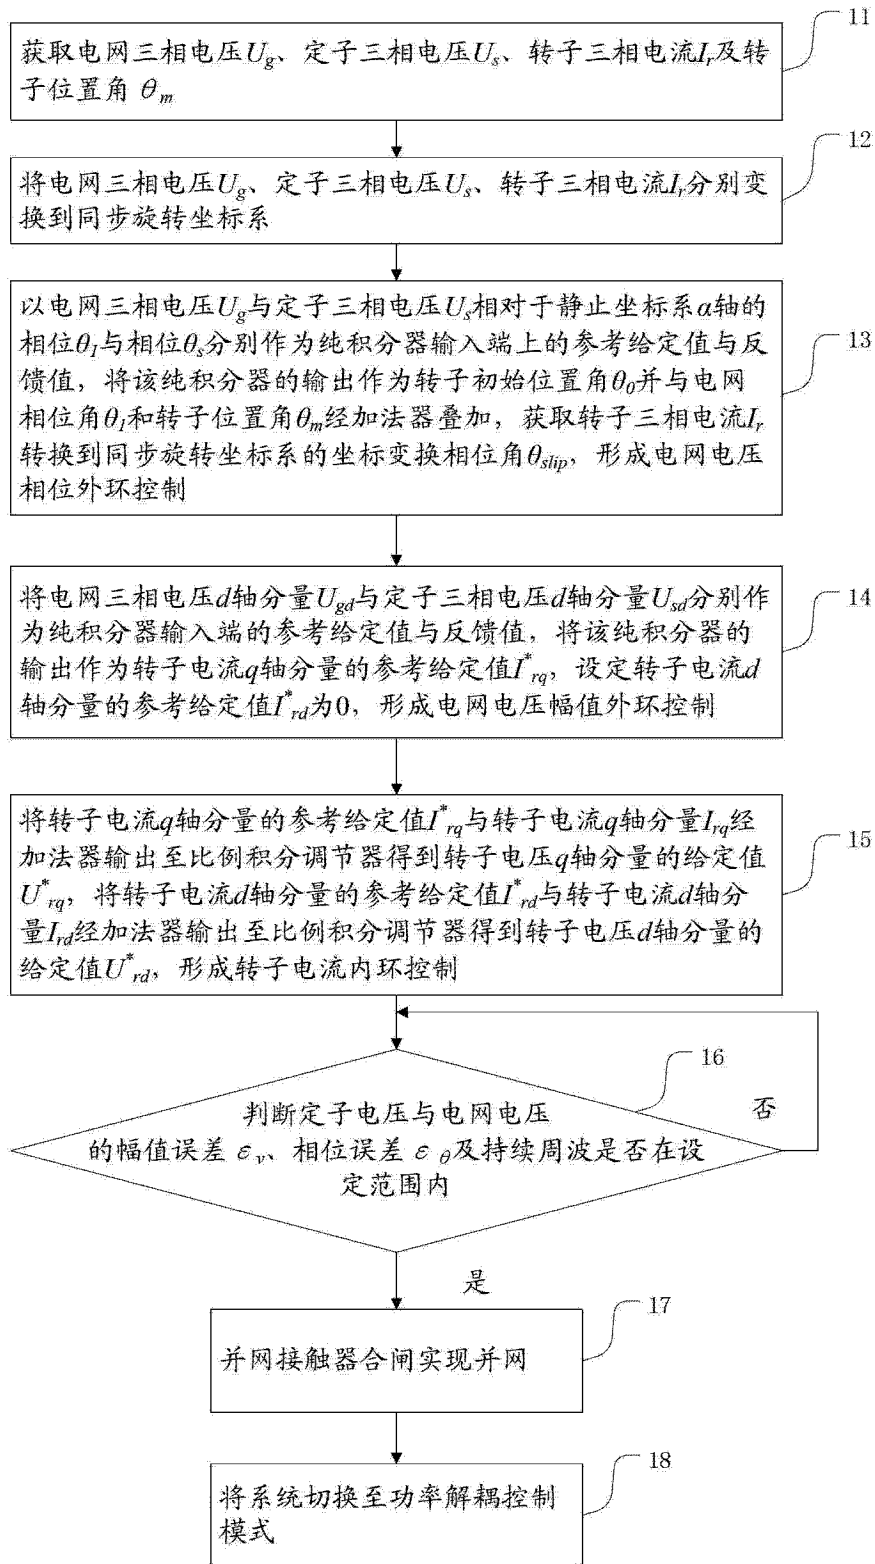 11
获取电网三相电压Ug、定子三相电压Us、转子三相电流Ir及转
子位置角 θm
12
将电网三相电压Ug、定子三相电压Us、转子三相电流Ir分别变
换到同步旋转坐标系
13
以电网三相电压Ug与定子三相电压Us相对于静止坐标系α轴的
相位θ1与相位θs分别作为纯积分器输入端上的参考给定值与反
馈值，将该纯积分器的输出作为转子初始位置角θ0并与电网
相位角θ1和转子位置角θm经加法器叠加，获取转子三相电流Ir
转换到同步旋转坐标系的坐标变换相位角θslip，形成电网电压
相位外环控制
14
将电网三相电压d轴分量Ugd与定子三相电压d轴分量Usd分别作
为纯积分器输入端的参考给定值与反馈值，将该纯积分器的
输出作为转子电流q轴分量的参考给定值I*rq，设定转子电流d
轴分量的参考给定值I*rd为0，形成电网电压幅值外环控制
15
将转子电流q轴分量的参考给定值I*rq与转子电流q轴分量Irq经
加法器输出至比例积分调节器得到转子电压q轴分量的给定值
U*rq，将转子电流d轴分量的参考给定值I*rd与转子电流d轴分
量Ird经加法器输出至比例积分调节器得到转子电压d轴分量的
给定值U*rd，形成转子电流内环控制
16
判断定子电压与电网电压
的幅值误差 εv、相位误差 εθ及持续周波是否在设
定范围内
否
是
17
并网接触器合闸实现并网
18
将系统切换至功率解耦控制
模式